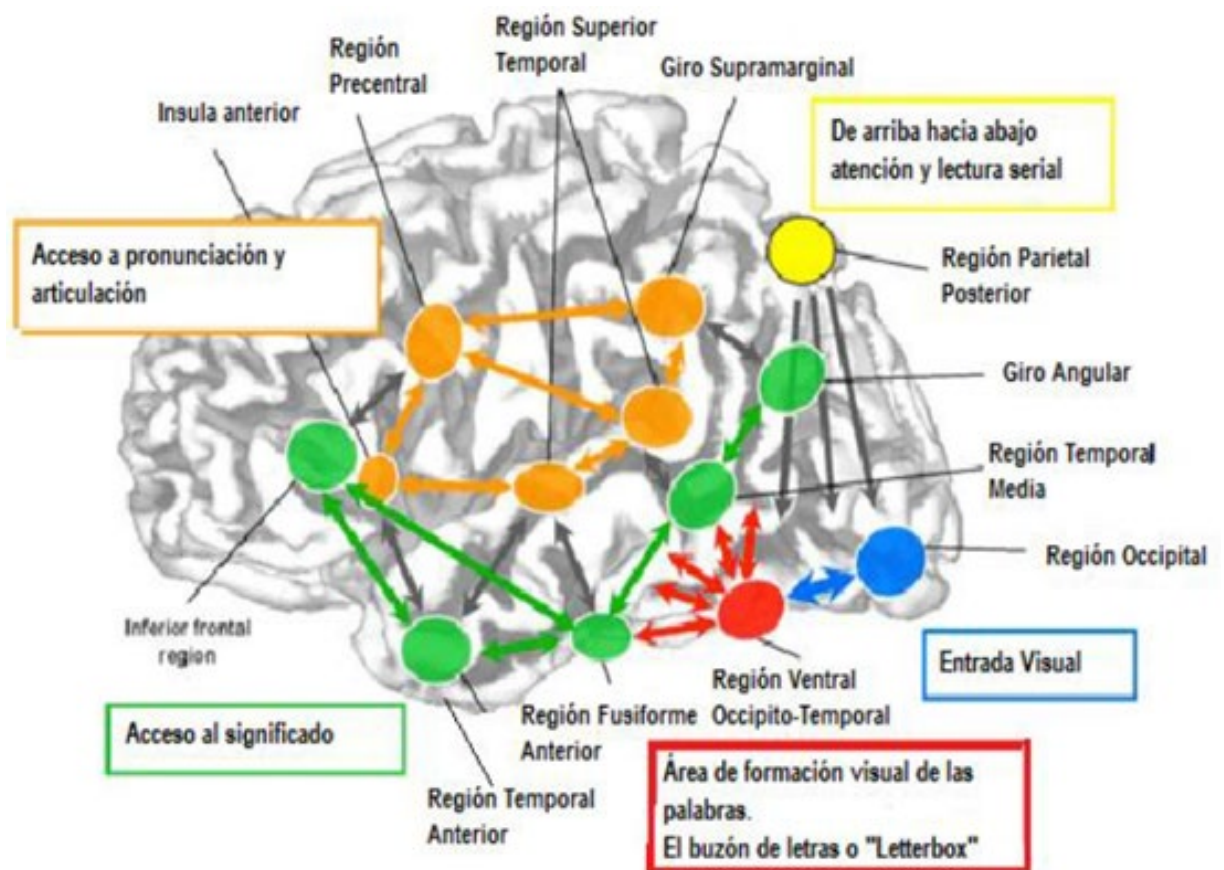 Región Superior
Temporal
Región
Precentral
Giro Supramarginal
Insula anterior
De arriba hacia abajo
atención y lectura serial
Acceso a pronunciación y
articulación
Región Parietal
Posterior
Giro Angular
Región Temporal
Media
Región Occipital
Inferior frontal
region
Entrada Visual
Región Ventral
Occipito-Temporal
Región Fusiforme
Anterior
Acceso al significado
Región Temporal
Anterior
Área de formación visual de las
palabras.
El buzón de letras o "Letterbox"